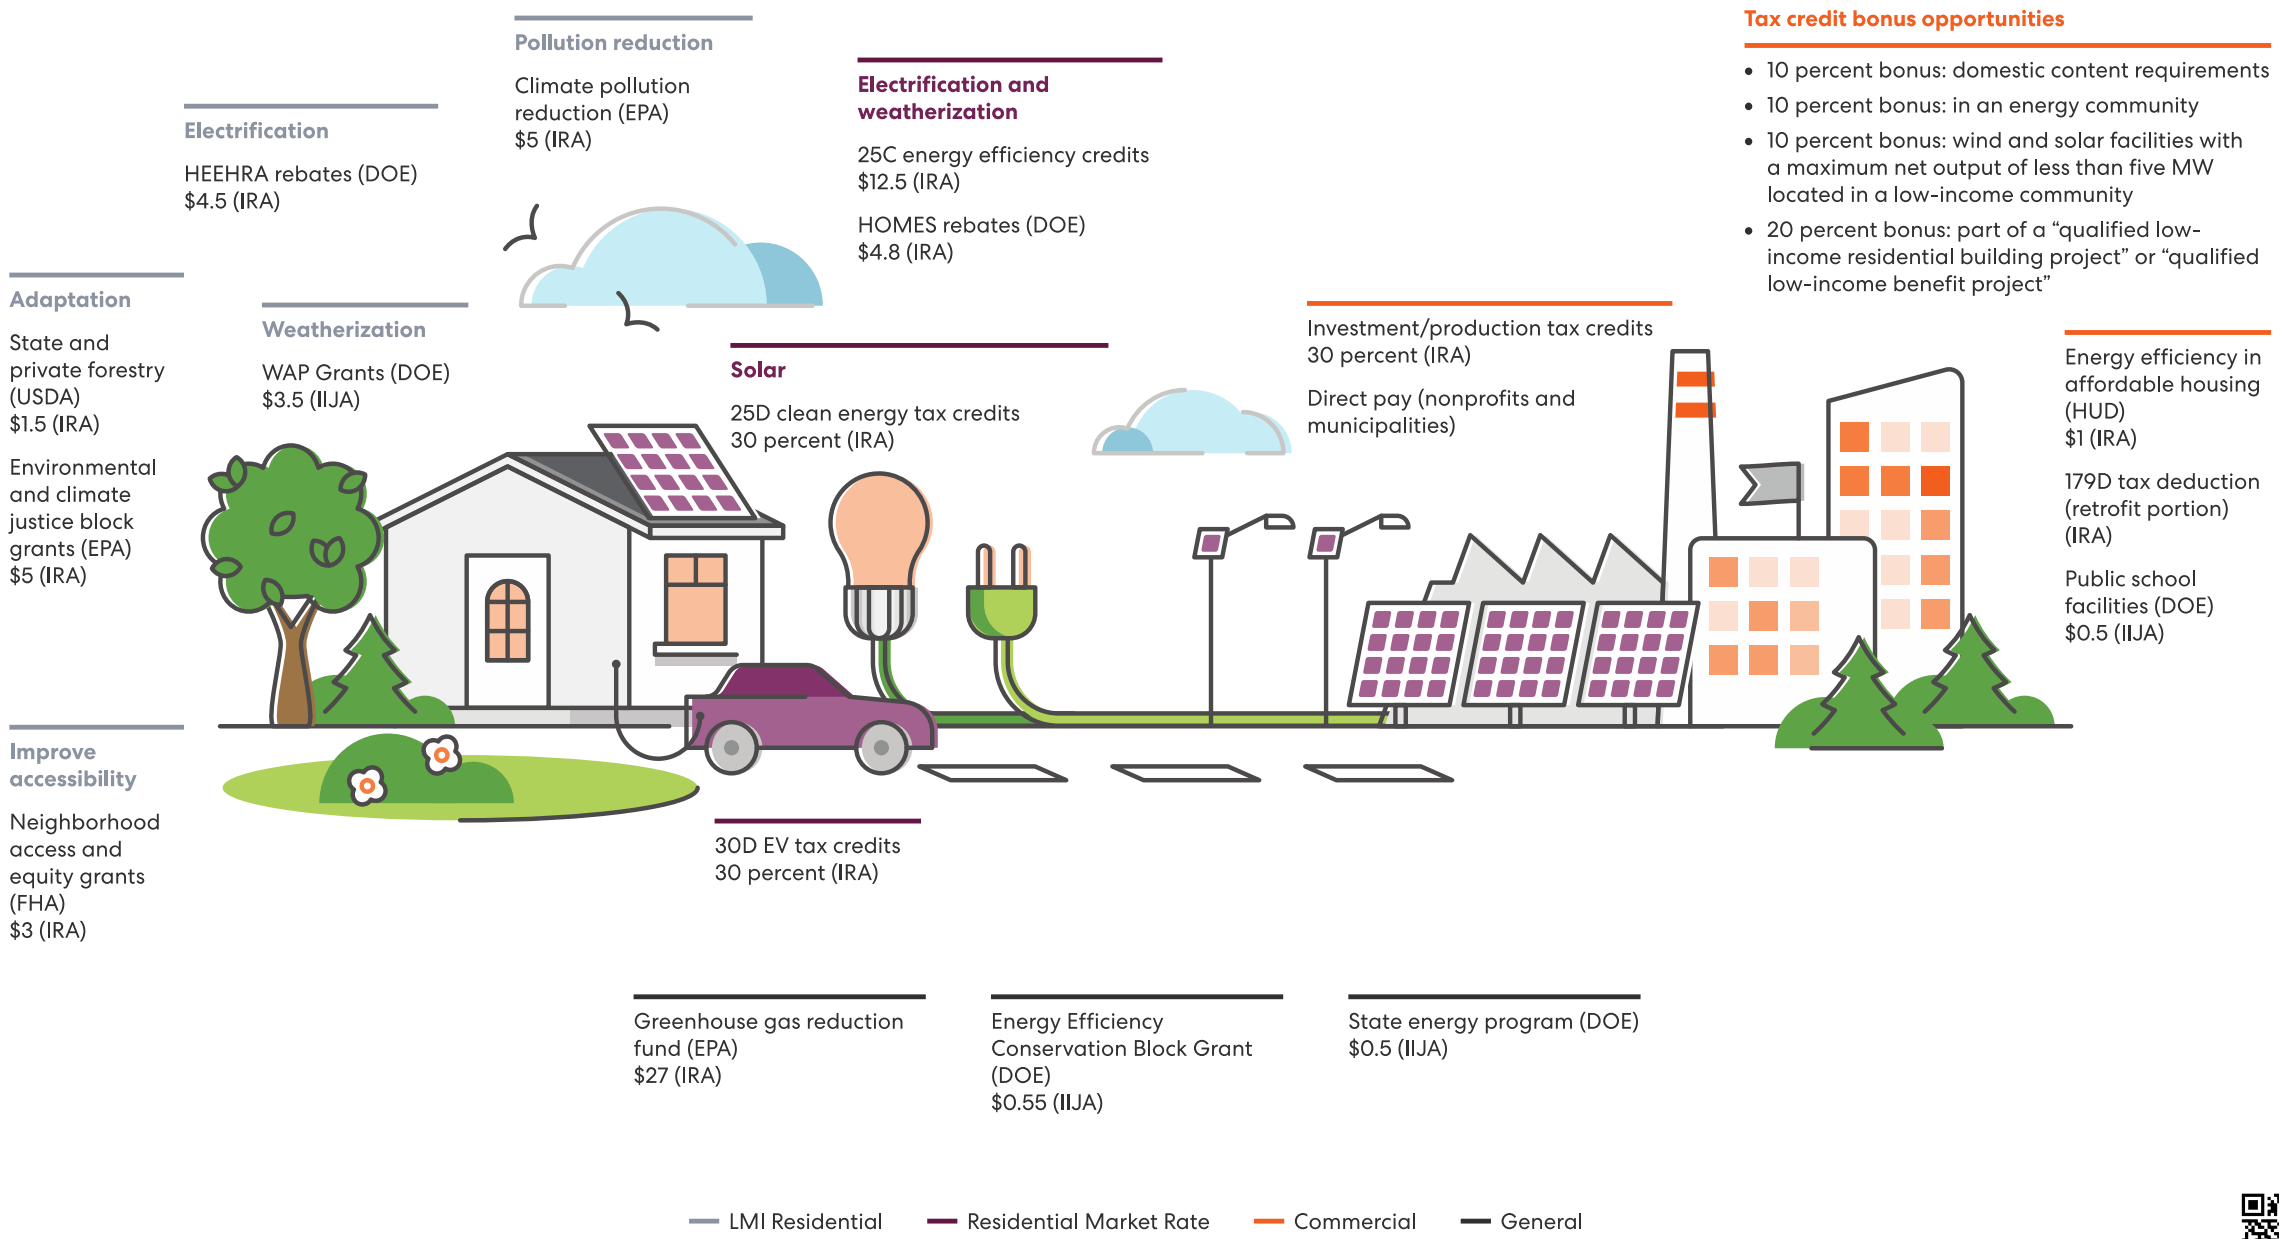 Pollution reduction
Climate pollution
reduction (EPA)
$5 (IRA)
Electrification and
weatherization
25C energy efficiency credits
$12.5 (IRA)
HOMES rebates (DOE)
$4.8 (IRA)
Tax credit bonus opportunities
• 10 percent bonus: domestic content requirements
• 10 percent bonus: in an energy community
• 10 percent bonus: wind and solar facilities with
a maximum net output of less than five MW
located in a low-income community
• 20 percent bonus: part of a “qualified low-
income residential building project” or “qualified
low-income benefit project”
Electrification
HEEHRA rebates (DOE)
$4.5 (IRA)
Adaptation
State and
private forestry
(USDA)
$1.5 (IRA)
Environmental
and climate
justice block
grants (EPA)
$5 (IRA)
Weatherization
WAP Grants (DOE)
$3.5 (IIJA)
Solar
25D clean energy tax credits
30 percent (IRA)
Investment/production tax credits
30 percent (IRA)
Direct pay (nonprofits and
municipalities)
Energy efficiency in
affordable housing
(HUD)
$1 (IRA)
179D tax deduction
(retrofit portion)
(IRA)
Public school
facilities (DOE)
$0.5 (IIJA)
Improve
accessibility
Neighborhood
access and
equity grants
(FHA)
$3 (IRA)
30D EV tax credits
30 percent (IRA)
Greenhouse gas reduction
fund (EPA)
$27 (IRA)
Energy Efficiency
Conservation Block Grant
(DOE)
$0.55 (IIJA)
State energy program (DOE)
$0.5 (IIJA)
LMI Residential
Residential Market Rate
Commercial
General